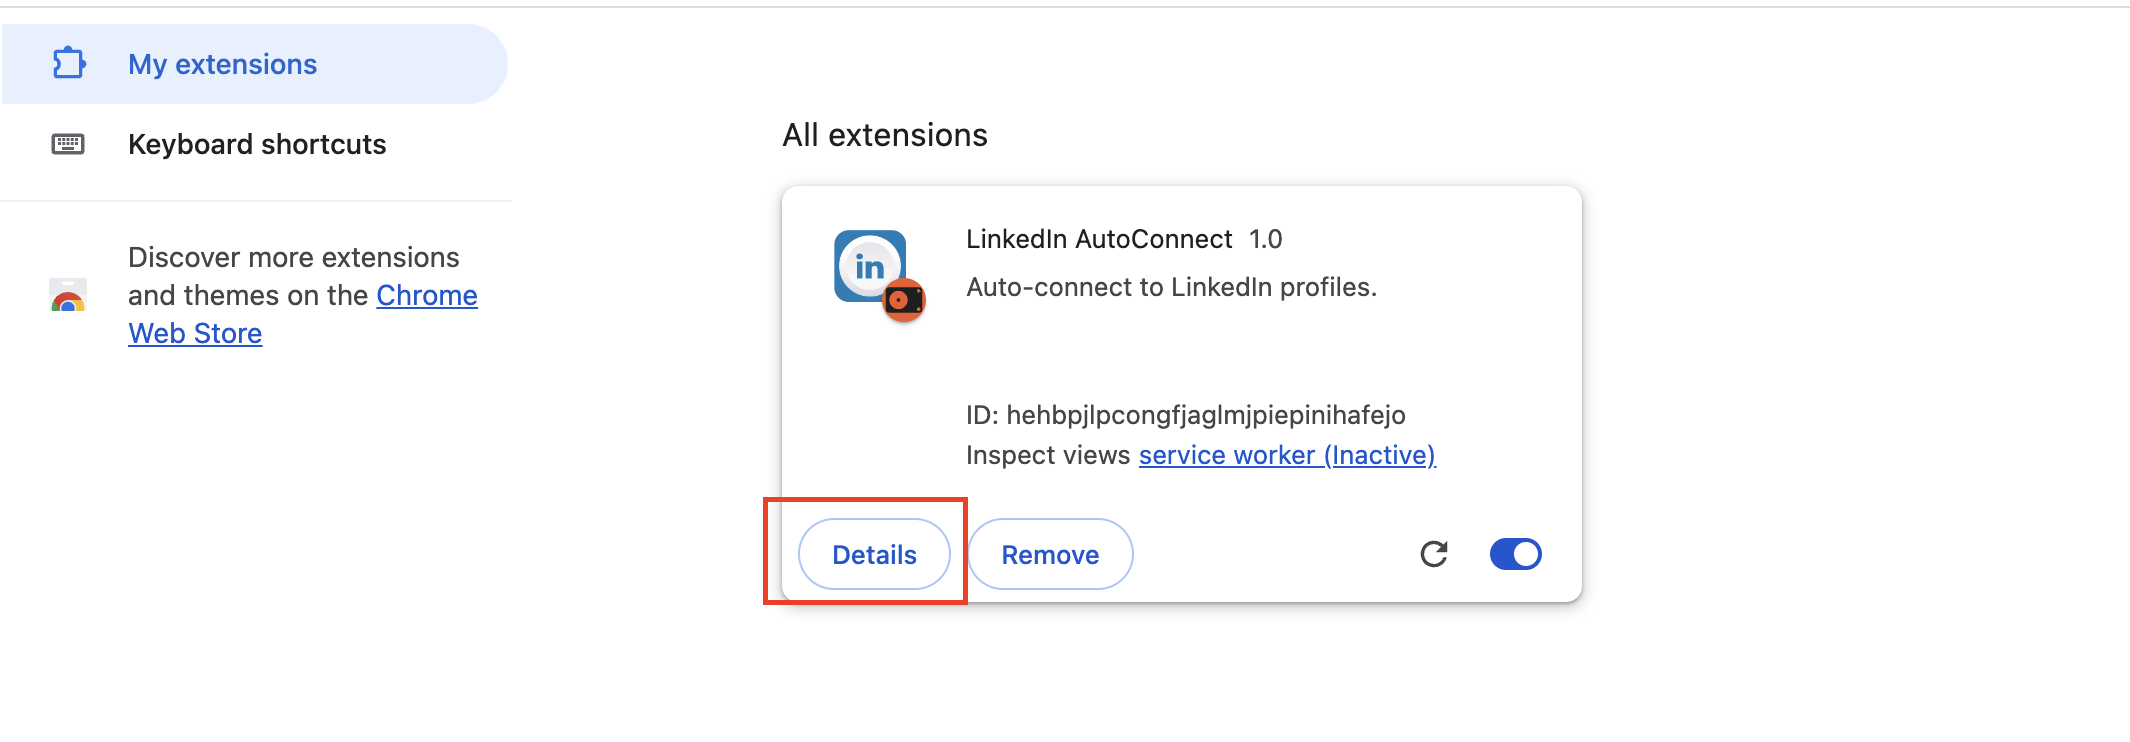 My extensions
Keyboard shortcuts
Discover more extensions
and themes on the Chrome
Web Store
All extensions
in
LinkedIn AutoConnect 1.0
Auto-connect to LinkedIn profiles.
ID: hehbpjlpcongfjaglmjpiepinihafejo
Inspect views service worker (Inactive)
Details
Remove